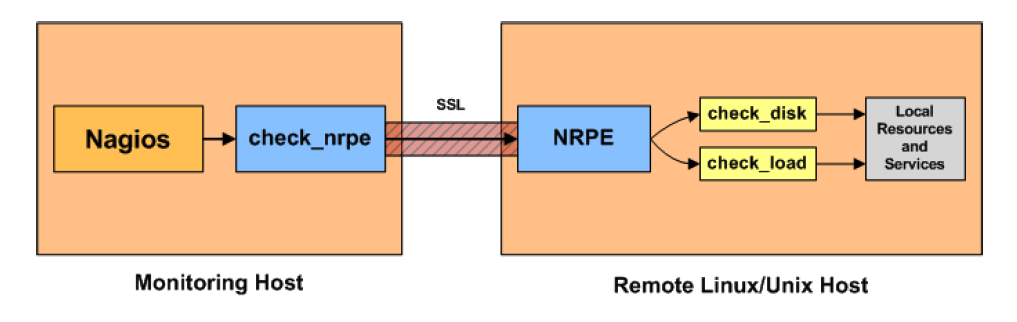 Nagios
check_nrpe
SSL
NRPE
check_disk
check_load
Local
Resources
and
Services
Monitoring Host
Remote Linux/Unix Host